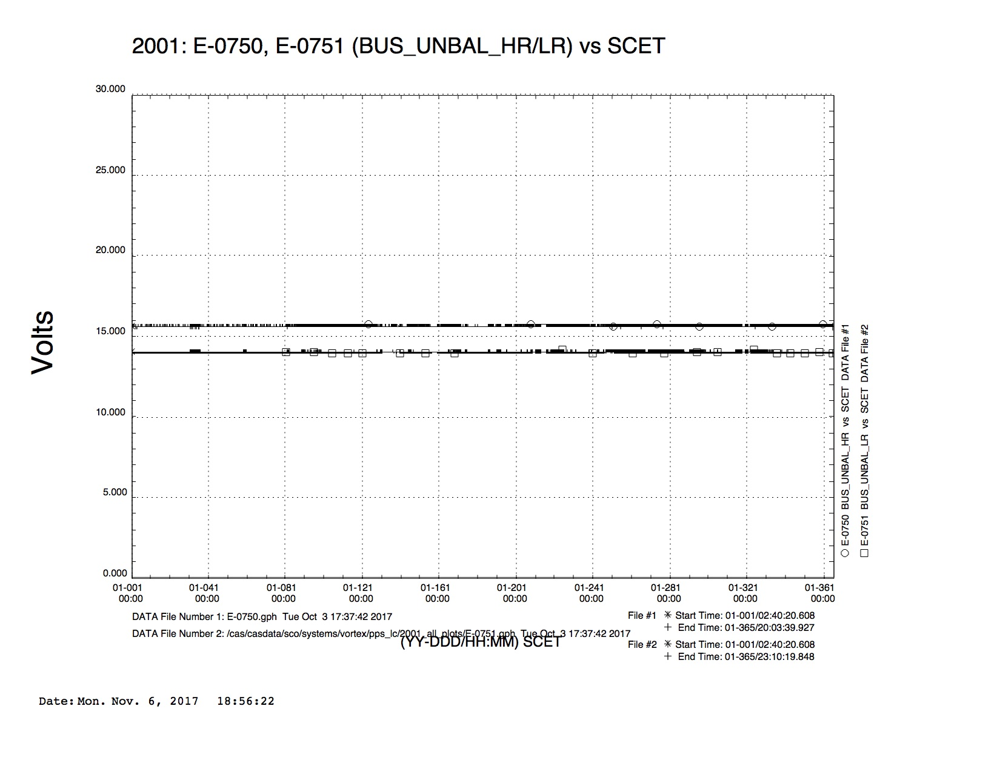 2001: E-0750, E-0751 (BUS_UNBAL_HR/LR) vs SCET
30.000
25.000
20.000
15.000
10.000
5.000
0.000
Volts
01-001 01-041 01-081 01-121 01-161 01-201 01-241 01-281 01-321 01-361
00:00 00:00 00:00 00:00 00:00 00:00 00:00 00:00 00:00 00:00
E-0750 BUS_UNBAL_HR vs SCET DATA File #1
E-0751 BUS_UNBAL_LR vs SCET DATA File #2
DATA File Number 1: E-0750.gph Tue Oct 3 17:37:42 2017
DATA File Number 2: /cas/casdata/sco/systems/vortex/pps_lc/2001_all_plots/E-0751.gph Tue Oct 3 17:37:42 2017
(YY-DDD/HH:MM) SCET
File #1 Start Time: 01-001/02:40:20.608
End Time: 01-365/20:03:39.927
File #2 Start Time: 01-001/02:40:20.608
End Time: 01-365/23:10:19.848
Date: Mon. Nov. 6, 2017 18:56:22